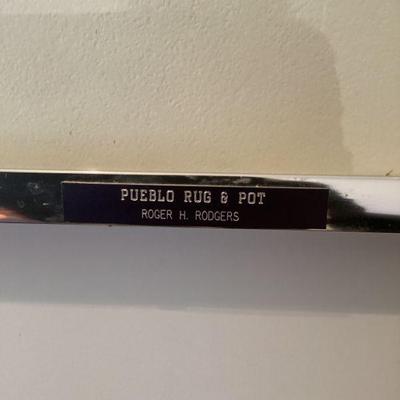 PUEBLO RUG & POT
ROGER H. RODGERS